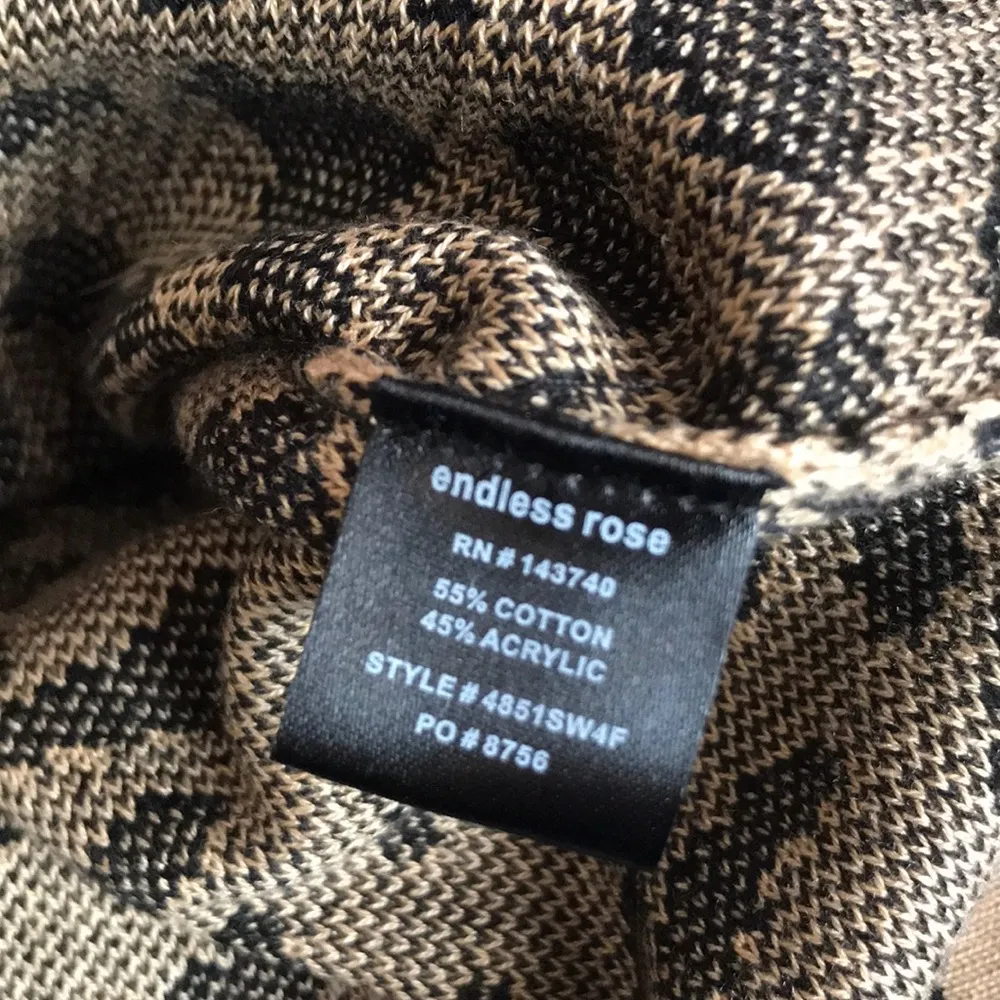 endless rose
RN # 143740
55% COTTON
45% ACRYLIC
STYLE # 4851SW4F
PO # 8756